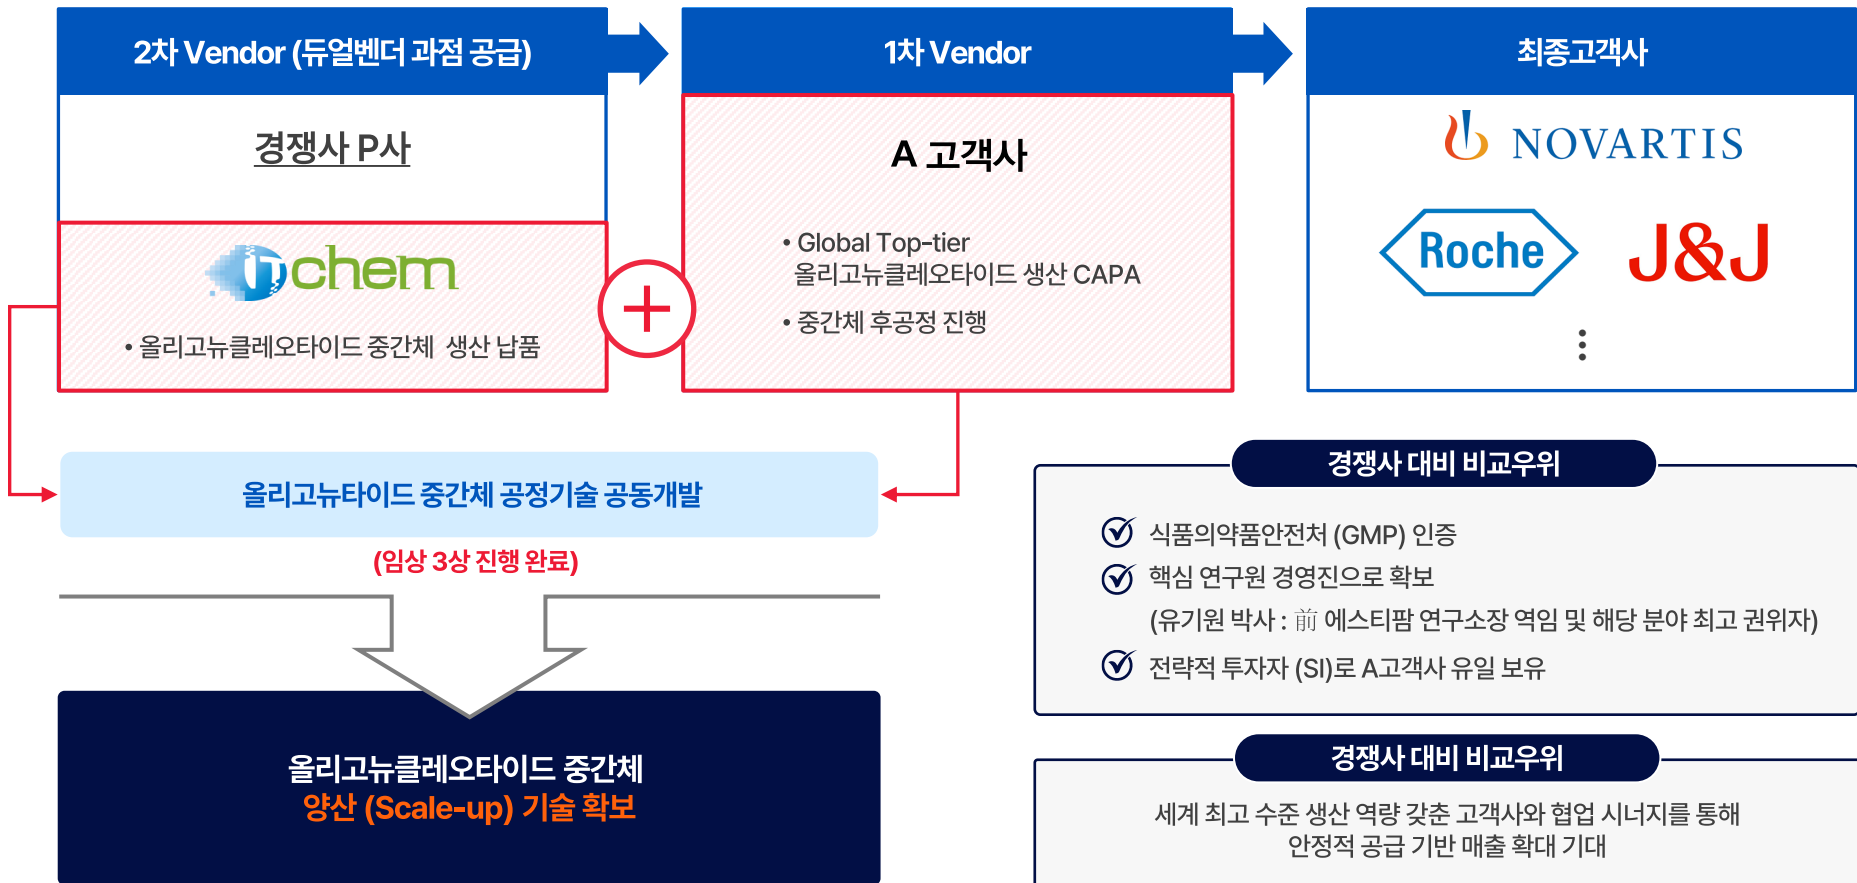 2차 Vendor (듀얼벤더 과점 공급)
경쟁사 P사
iTchem
• 올리고뉴클레오타이드 중간체 생산 납품
1차 Vendor
A 고객사
• Global Top-tier
올리고뉴클레오타이드 생산 CAPA
• 중간체 후공정 진행
최종고객사
NOVARTIS
Roche
J&J
올리고뉴타이드 중간체 공정기술 공동개발
(임상 3상 진행 완료)
올리고뉴클레오타이드 중간체
양산 (Scale-up) 기술 확보
경쟁사 대비 비교우위
식품의약품안전처 (GMP) 인증
핵심 연구원 경영진으로 확보
(유기원 박사 : 前 에스티팜 연구소장 역임 및 해당 분야 최고 권위자)
전략적 투자자 (SI)로 A고객사 유일 보유
경쟁사 대비 비교우위
세계 최고 수준 생산 역량 갖춘 고객사와 협업 시너지를 통해
안정적 공급 기반 매출 확대 기대